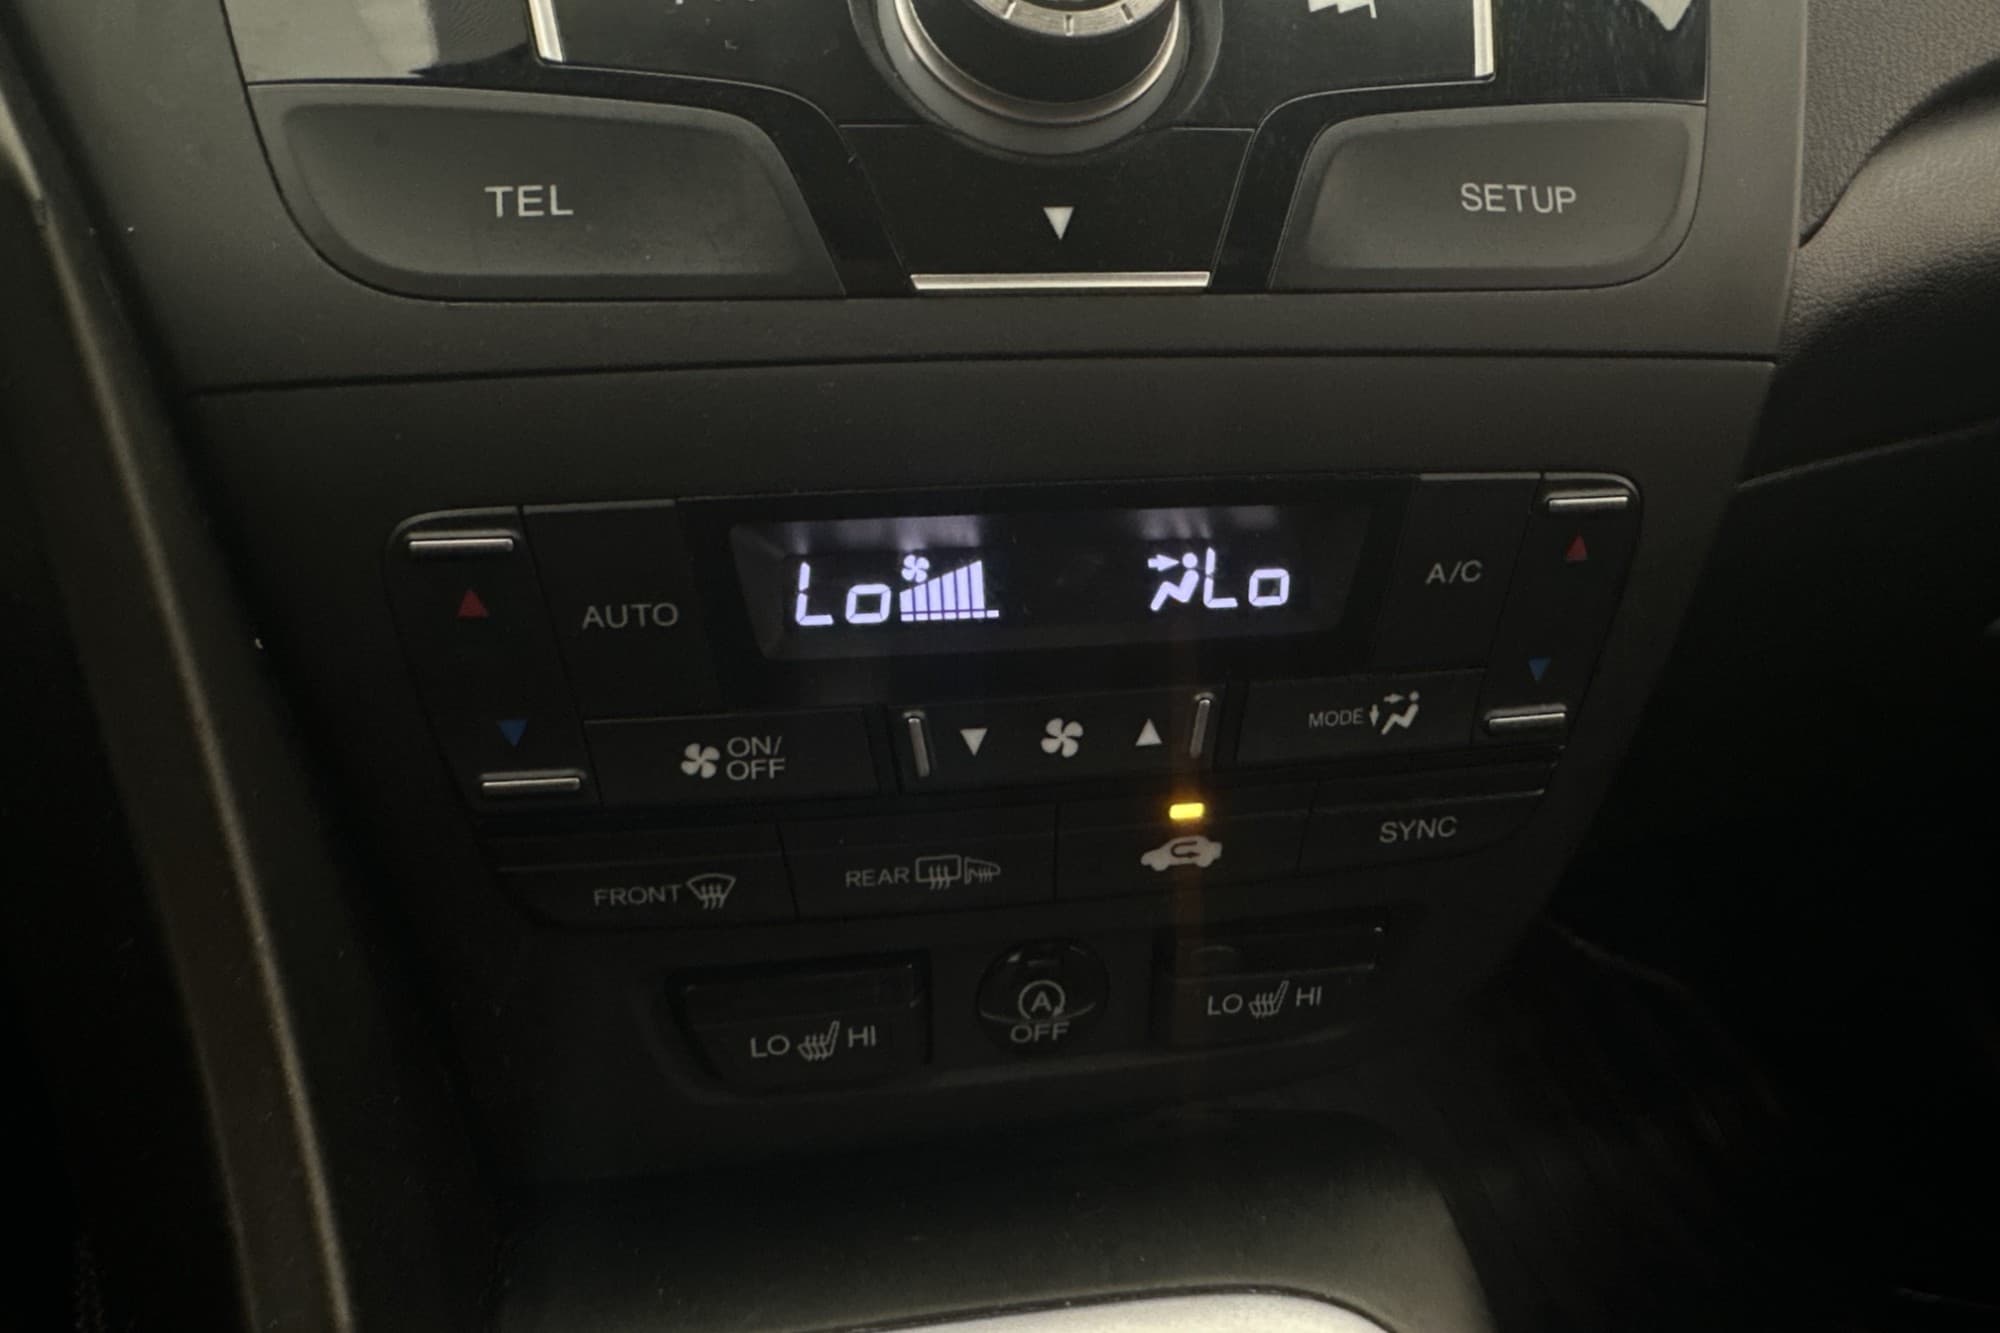 TEL
SETUP
Lo
Lo
A/C
AUTO
ON/
OFF
MODE
SYNC
FRONT
REAR
LO HI
A
OFF
LO HI